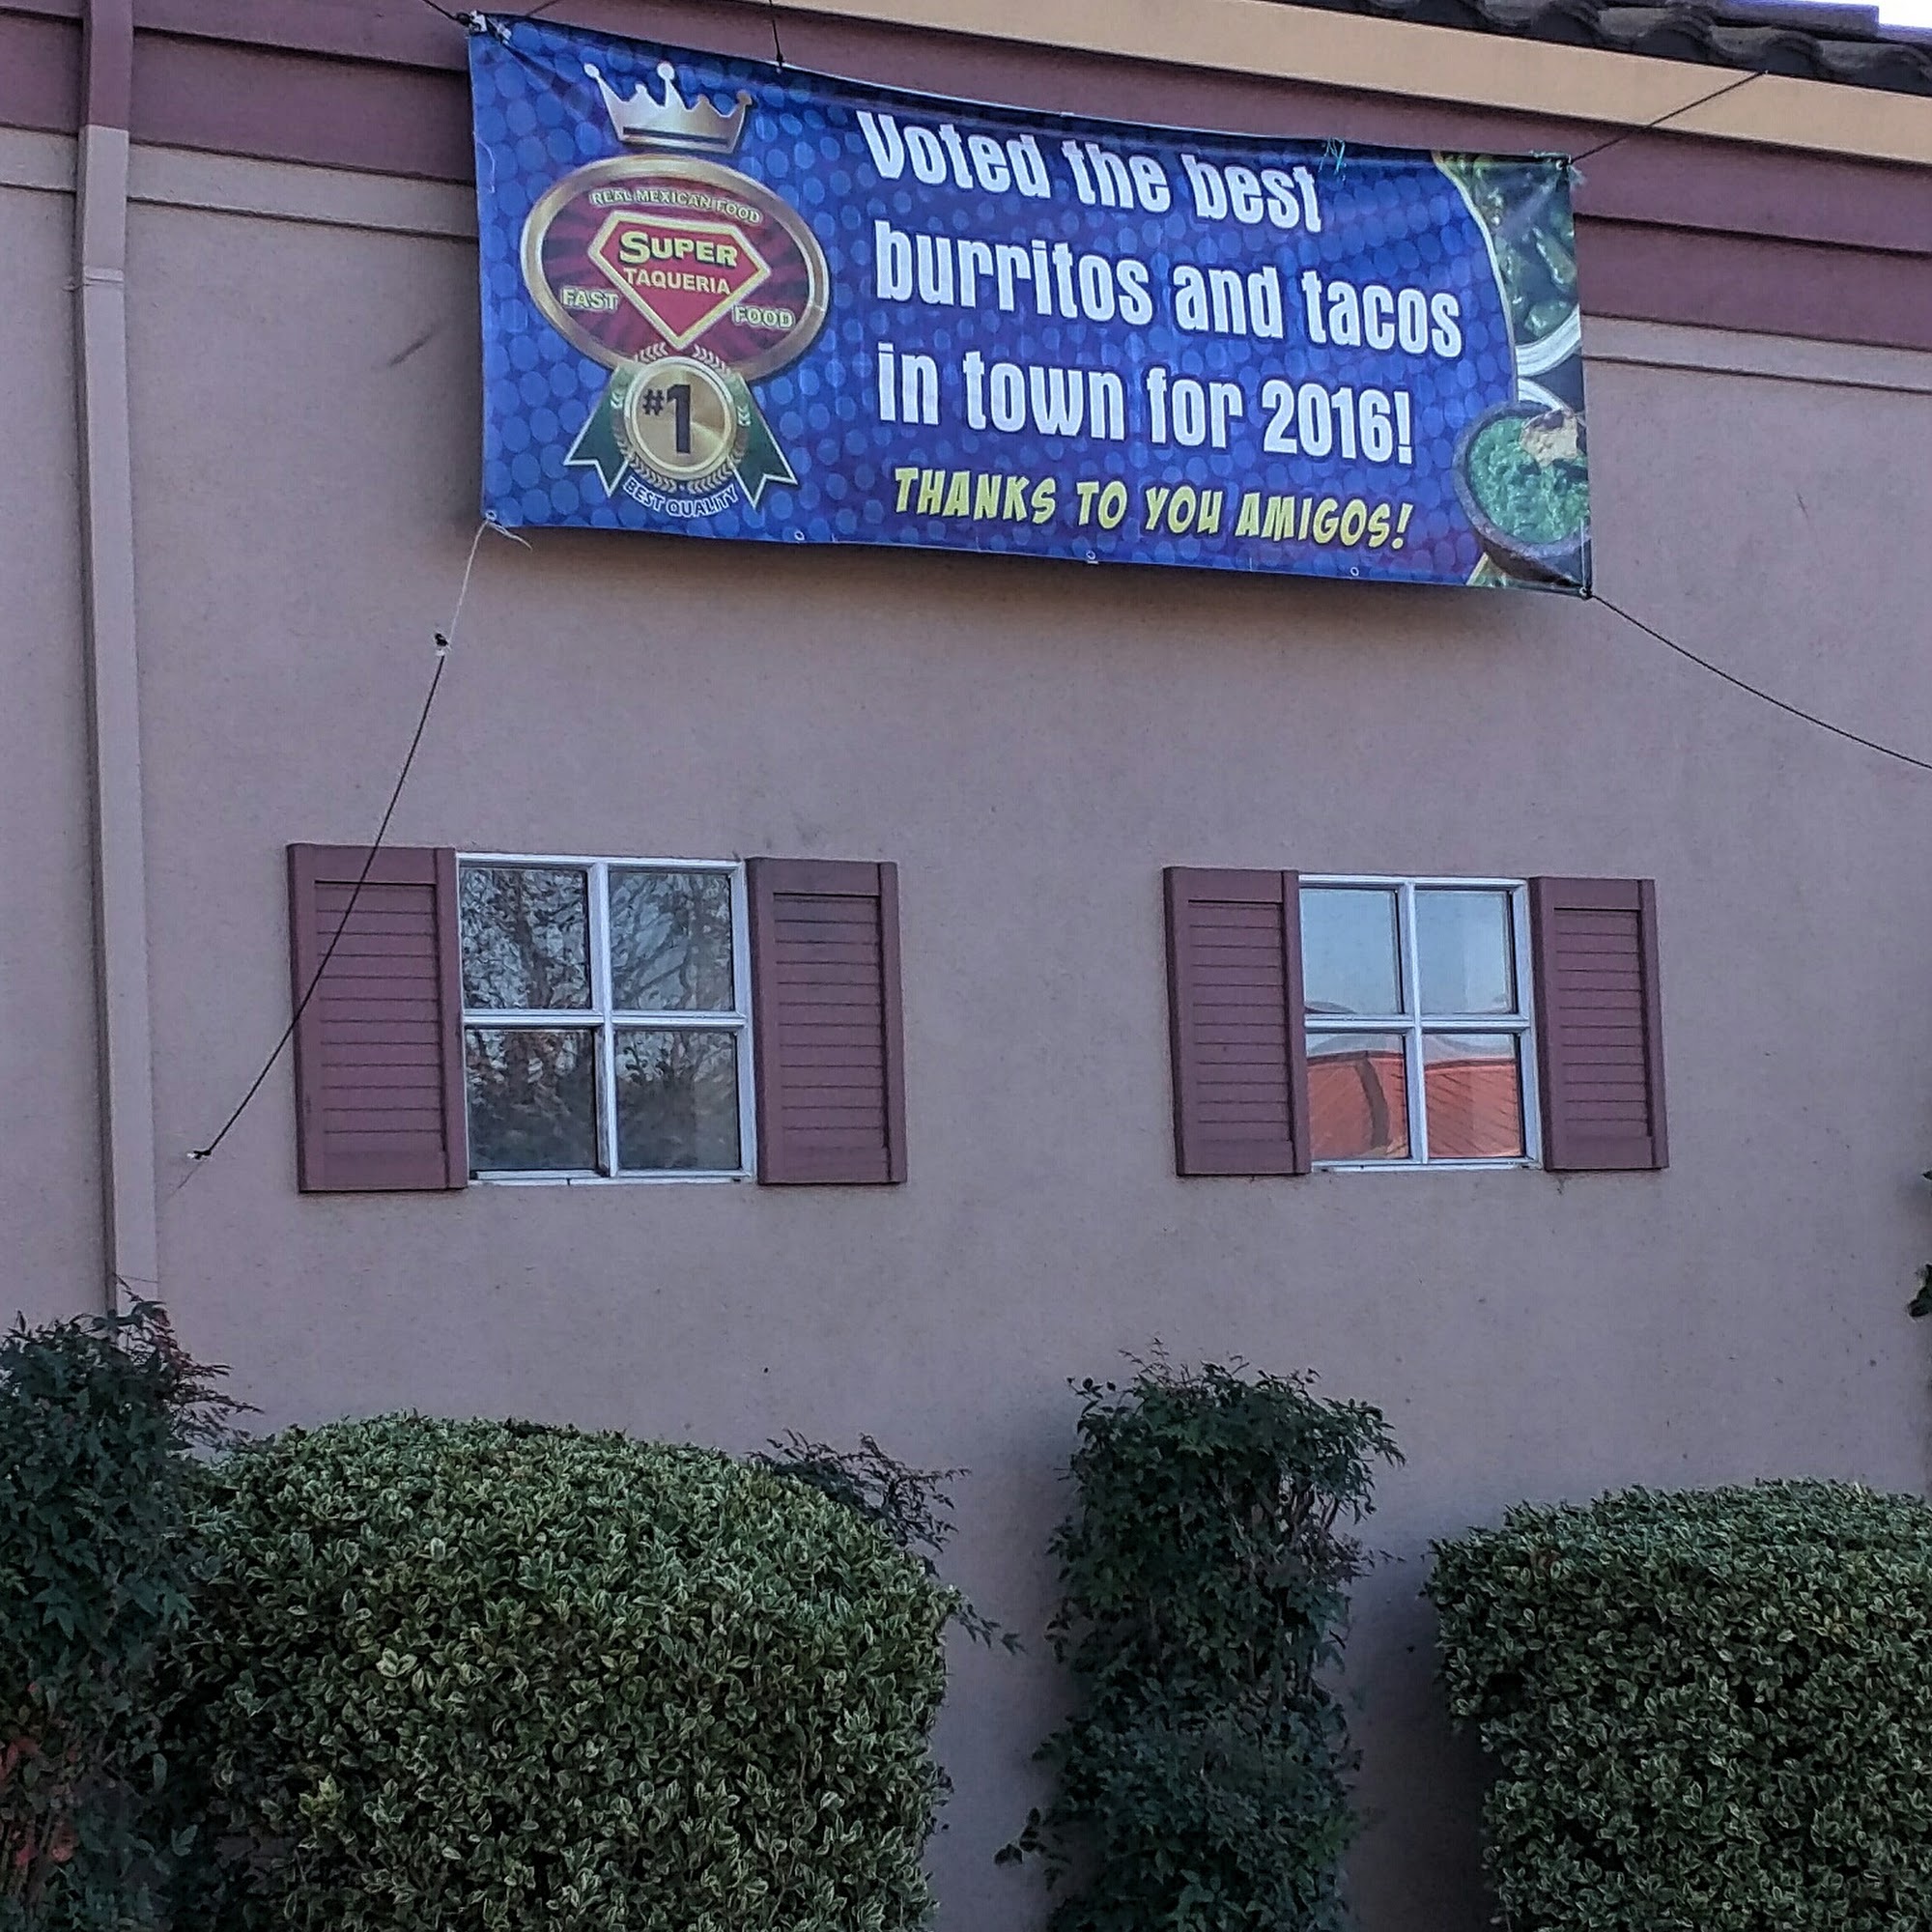 REAL MEXICAN FOOD
SUPER
TAQUERIA
FAST FOOD
#1
BEST QUALITY
Voted the best
burritos and tacos
in town for 2016!
THANKS TO YOU AMIGOS!